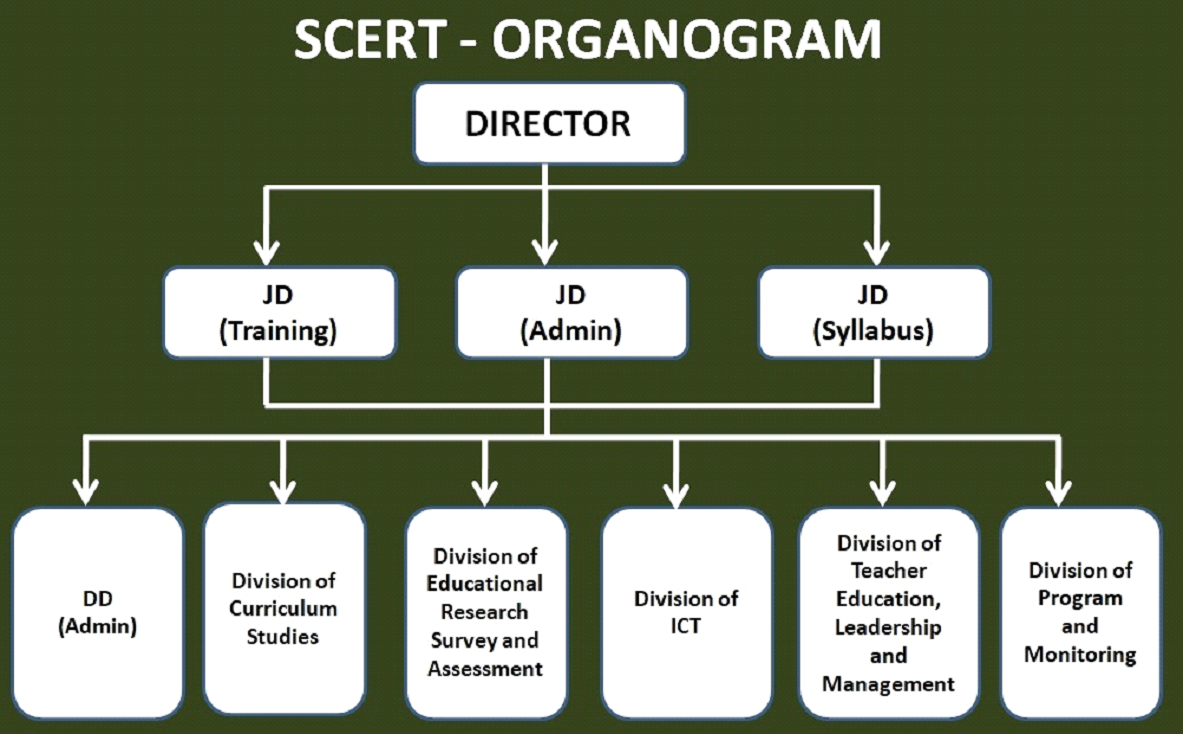 SCERT - ORGANOGRAM
DIRECTOR
JD
(Training)
JD
(Admin)
JD
(Syllabus)
DD
(Admin)
Division of
Curriculum
Studies
Division of
Educational
Research
Survey and
Assessment
Division of
ICT
Division of
Teacher
Education,
Leadership
and
Management
Division of
Program
and
Monitoring